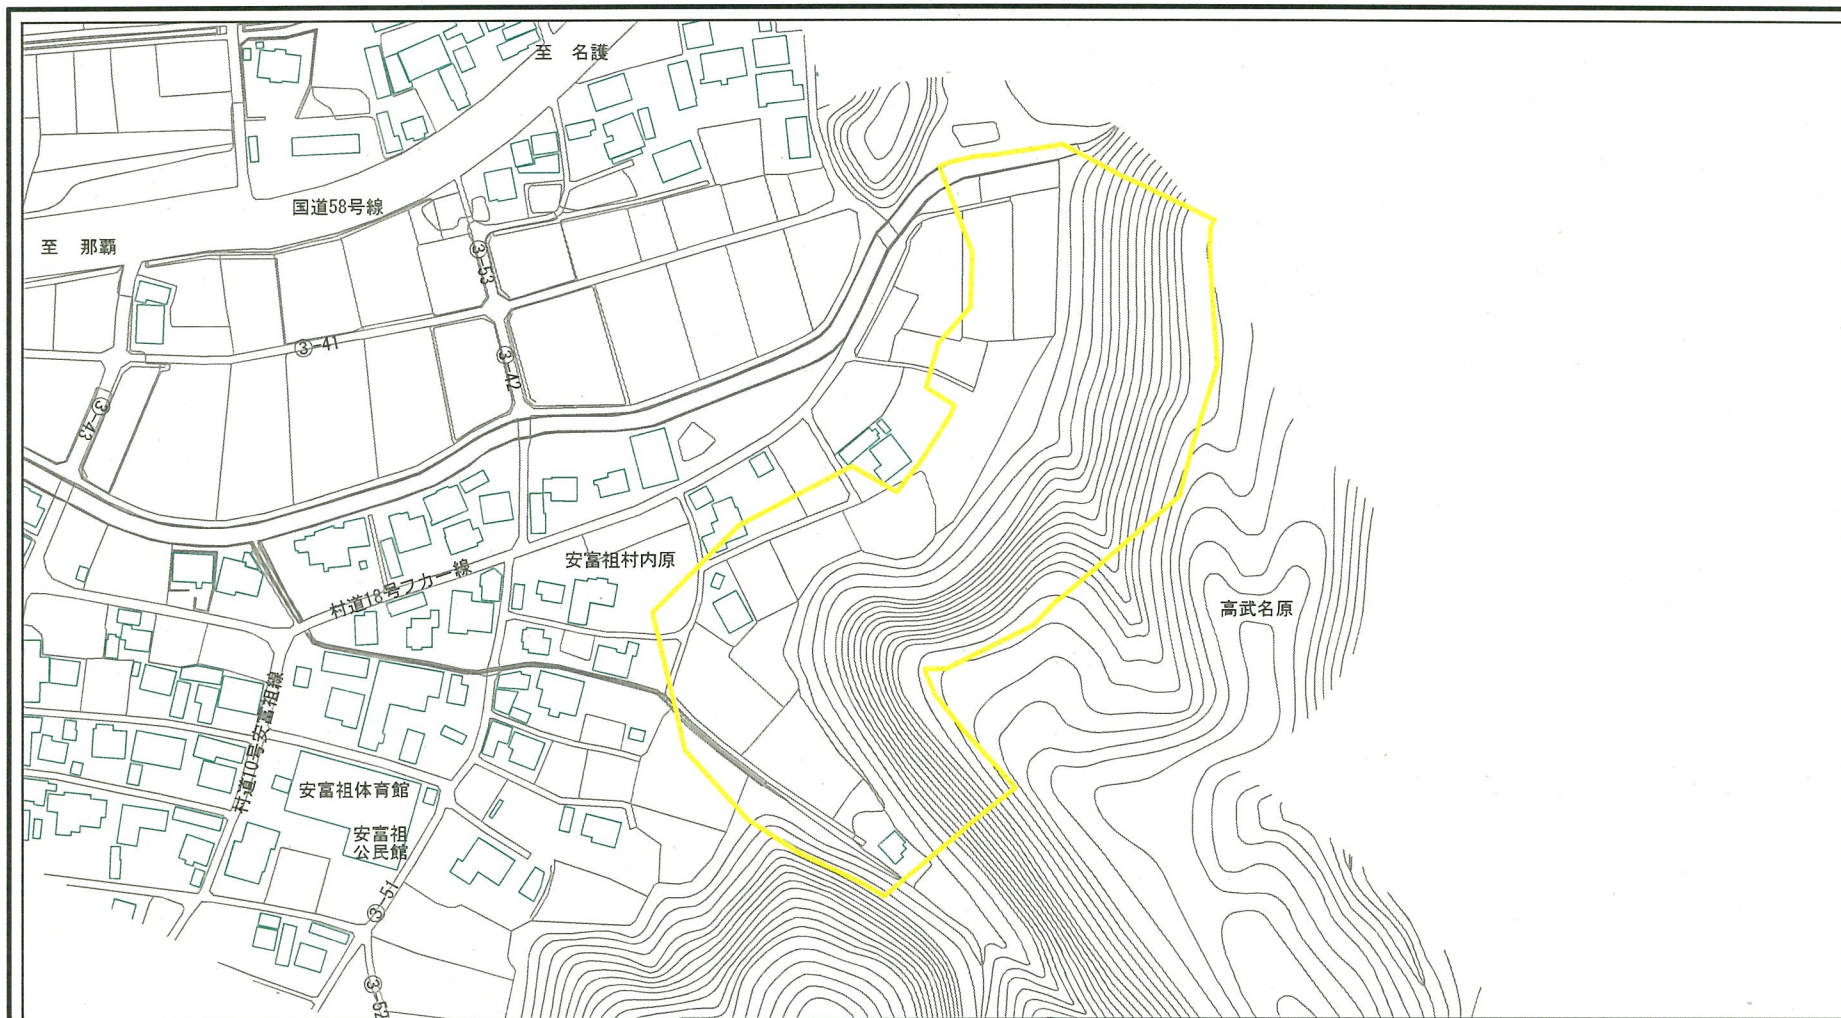 至 名護
国道58号線
至 那覇
③-53
③-41
③-42
③-43
安富祖村内原
村道18号フカー線
高武名原
村道10号安富祖線
安富祖体育館
安富祖
公民館
③-51
③-52